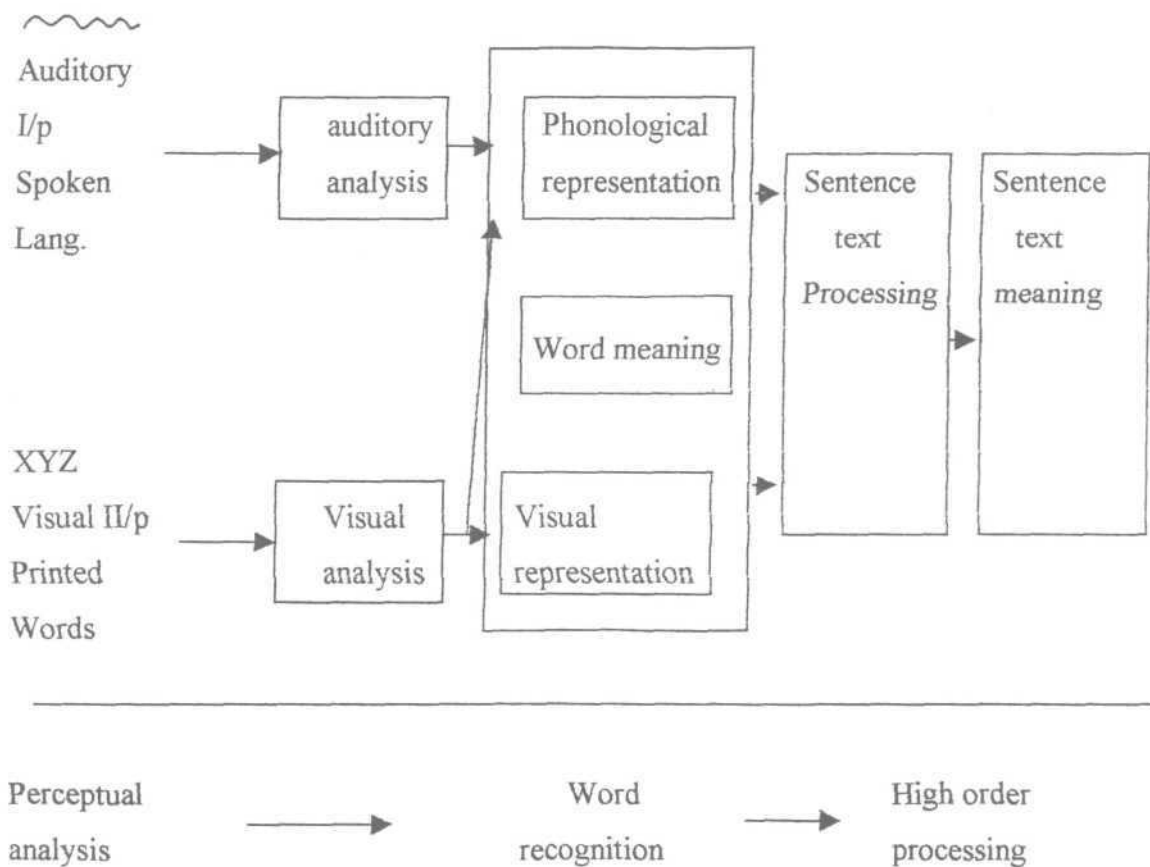 Auditory
I/p
Spoken
Lang.
auditory
analysis
Phonological
representation
Word meaning
Sentence
text
Processing
Sentence
text
meaning
XYZ
Visual II/p
Printed
Words
Visual
analysis
Visual
representation
Perceptual
analysis
Word
recognition
High order
processing